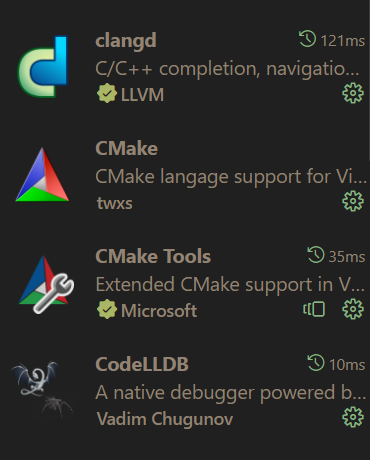 clangd 121ms
C/C++ completion, navigatio...
LLVM
CMake
CMake langage support for Vi...
twxs
CMake Tools 35ms
Extended CMake support in V...
Microsoft
CodeLLDB 10ms
A native debugger powered b...
Vadim Chugunov